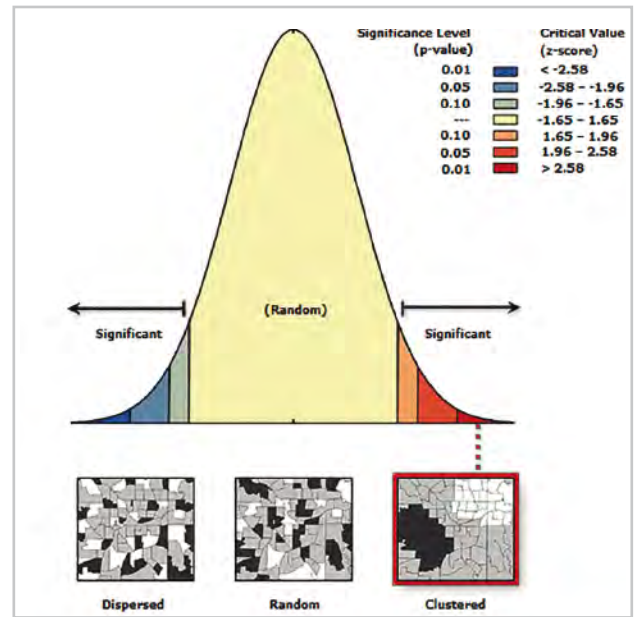 Significance Level Critical Value
(p-value) (z-score)
0.01 < -2.58
0.05 -2.58 – -1.96
0.10 -1.96 – -1.65
--- -1.65 – 1.65
0.10 1.65 – 1.96
0.05 1.96 – 2.58
0.01 > 2.58
(Random)
Significant Significant
Dispersed Random Clustered